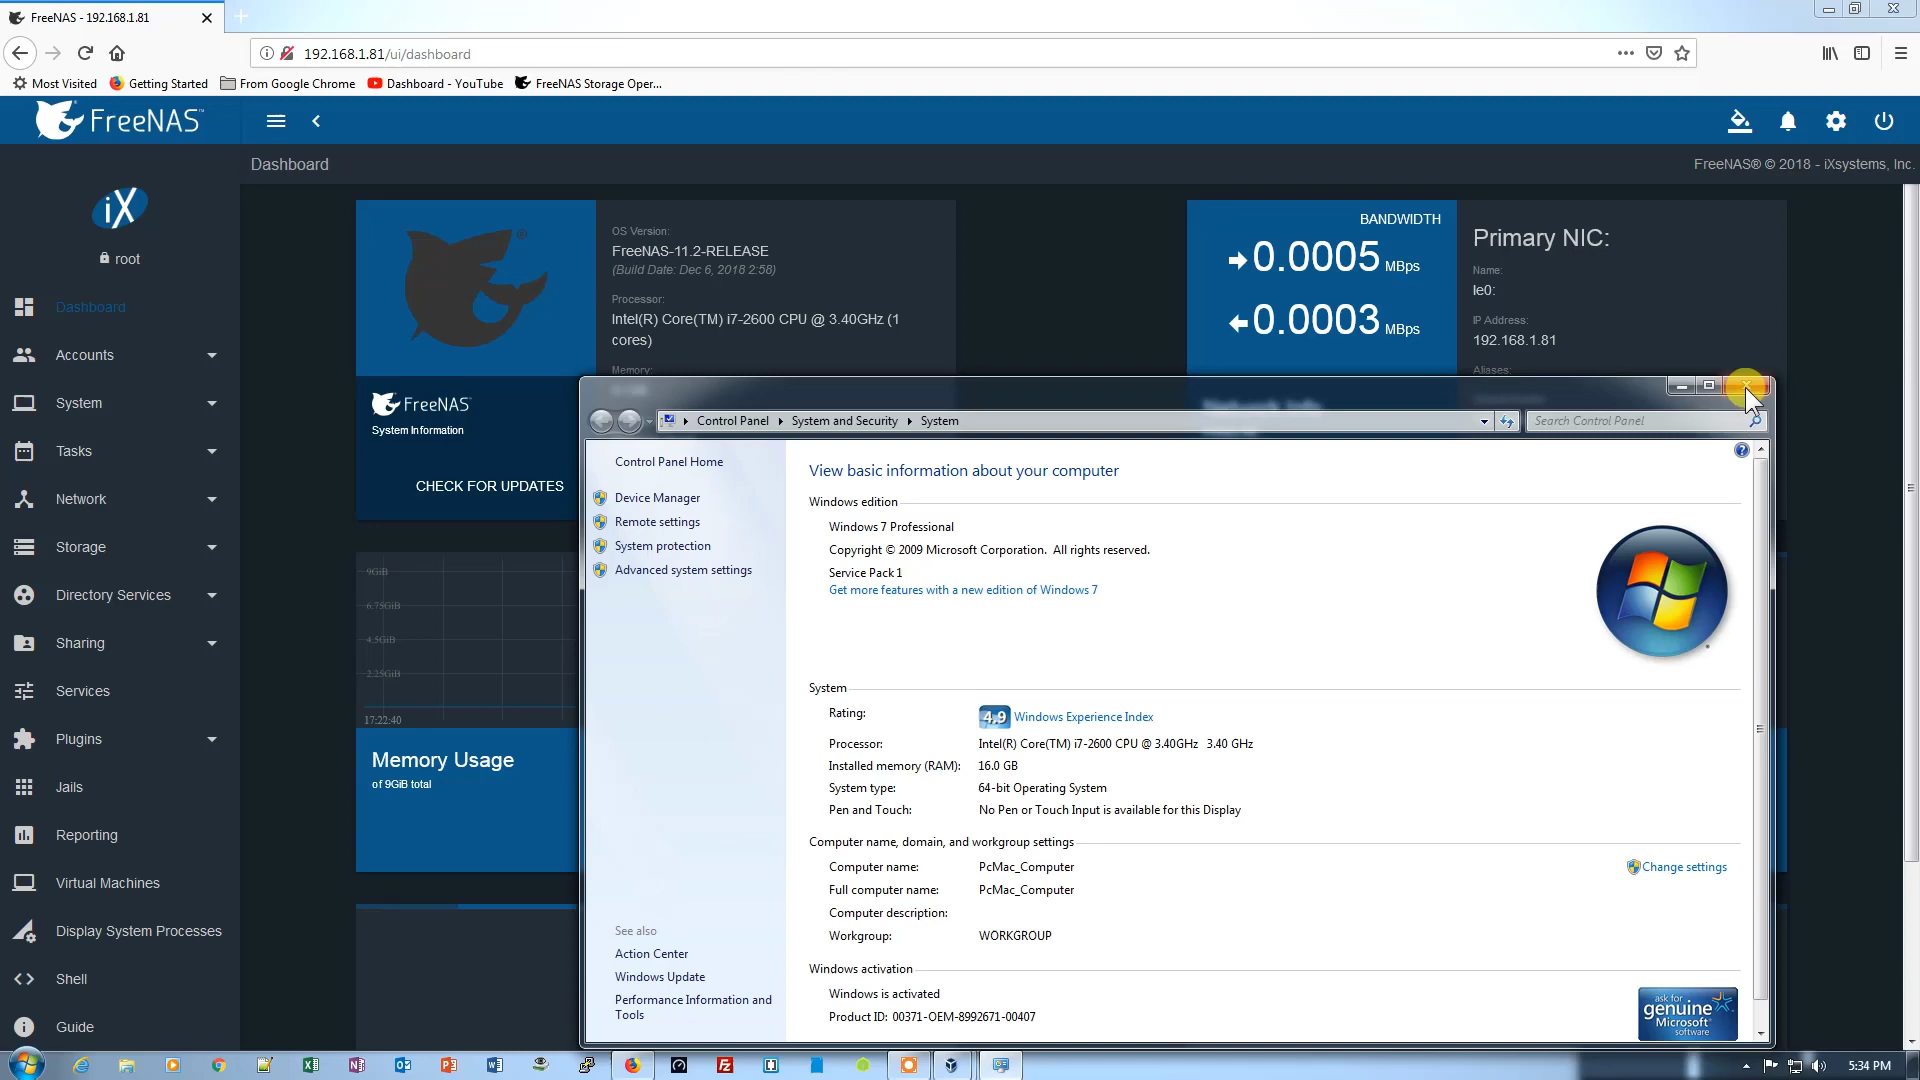 FreeNAS - 192.168.1.81
192.168.1.81/ui/dashboard
Most Visited
Getting Started
From Google Chrome
Dashboard - YouTube
FreeNAS Storage Oper...
FreeNAS™
Dashboard
FreeNAS® © 2018 - iXsystems, Inc.
iX
root
Dashboard
Accounts
System
Tasks
Network
Storage
Directory Services
Sharing
Plugins
Jails
Reporting
Virtual Machines
Display System Processes
Shell
Guide
OS Version:
FreeNAS-11.2-RELEASE
(Build Date: Dec 6, 2018 2:58)
Processor:
Intel(R) Core(TM) i7-2600 CPU @ 3.40GHz (1
cores)
Memory:
FreeNAS™
System Information
CHECK FOR UPDATES
BANDWIDTH
0.0005 MBps
0.0003 MBps
Primary NIC:
Name:
le0:
IP Address:
192.168.1.81
Aliases:
9GiB
6.75GiB
4.5GiB
2.25GiB
17:22:40
Memory Usage
of 9GiB total
Control Panel
System and Security
System
Search Control Panel
Control Panel Home
Device Manager
Remote settings
System protection
Advanced system settings
See also
Action Center
Windows Update
Performance Information and
Tools
View basic information about your computer
Windows edition
Windows 7 Professional
Copyright © 2009 Microsoft Corporation. All rights reserved.
Service Pack 1
Get more features with a new edition of Windows 7
System
Rating: 4.9 Windows Experience Index
Processor: Intel(R) Core(TM) i7-2600 CPU @ 3.40GHz 3.40 GHz
Installed memory (RAM): 16.0 GB
System type: 64-bit Operating System
Pen and Touch: No Pen or Touch Input is available for this Display
Computer name, domain, and workgroup settings
Computer name: PcMac_Computer
Change settings
Full computer name: PcMac_Computer
Computer description:
Workgroup: WORKGROUP
Windows activation
Windows is activated
Product ID: 00371-OEM-8992671-00407
ask for
genuine
Microsoft
software
5:34 PM